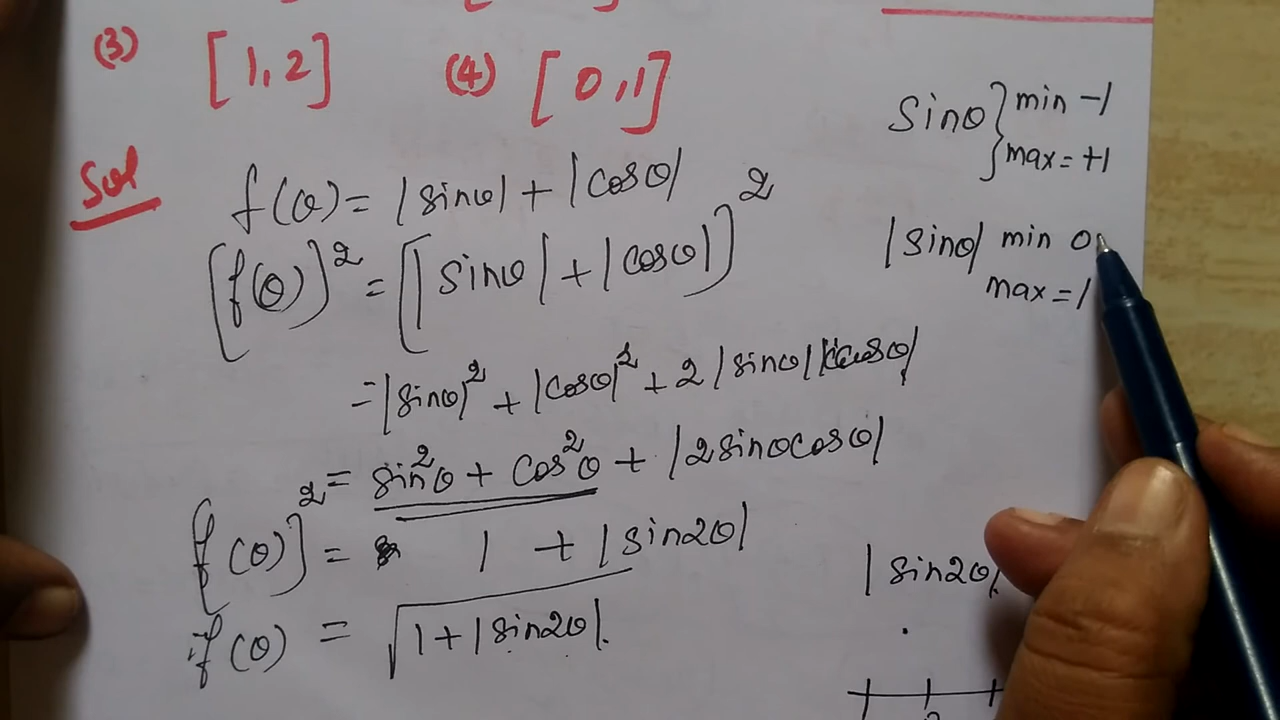 (3) [1,2] (4) [0,1]
Sol
f(θ) = |sinθ| + |cosθ|
[f(θ)]² = [|sinθ| + |cosθ|]²
= |sinθ|² + |cosθ|² + 2|sinθ||cosθ|
= sin²θ + cos²θ + |2sinθcosθ|
f(θ)]² = 1 + |sin2θ|
f(θ) = √1+|sin2θ|.
sinθ} min -1
max = +1
|sinθ| min 0
max = 1
|sin2θ|